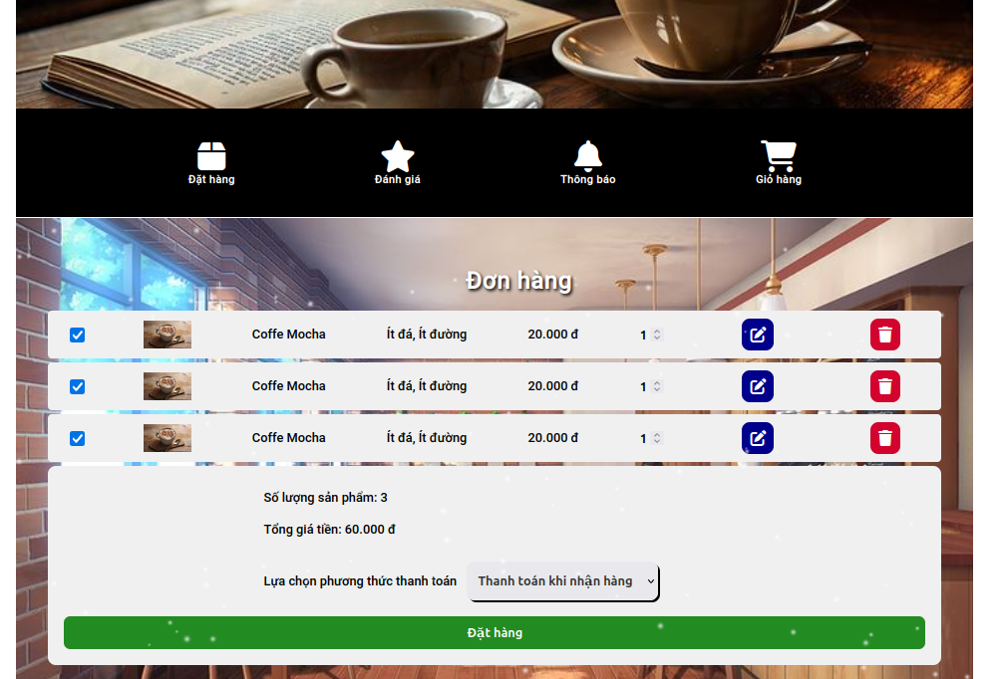 Đặt hàng Đánh giá Thông báo Giỏ hàng
Đơn hàng
Coffe Mocha Ít đá, Ít đường 20.000 đ 1
Coffe Mocha Ít đá, Ít đường 20.000 đ 1
Coffe Mocha Ít đá, Ít đường 20.000 đ 1
Số lượng sản phẩm: 3
Tổng giá tiền: 60.000 đ
Lựa chọn phương thức thanh toán Thanh toán khi nhận hàng
Đặt hàng